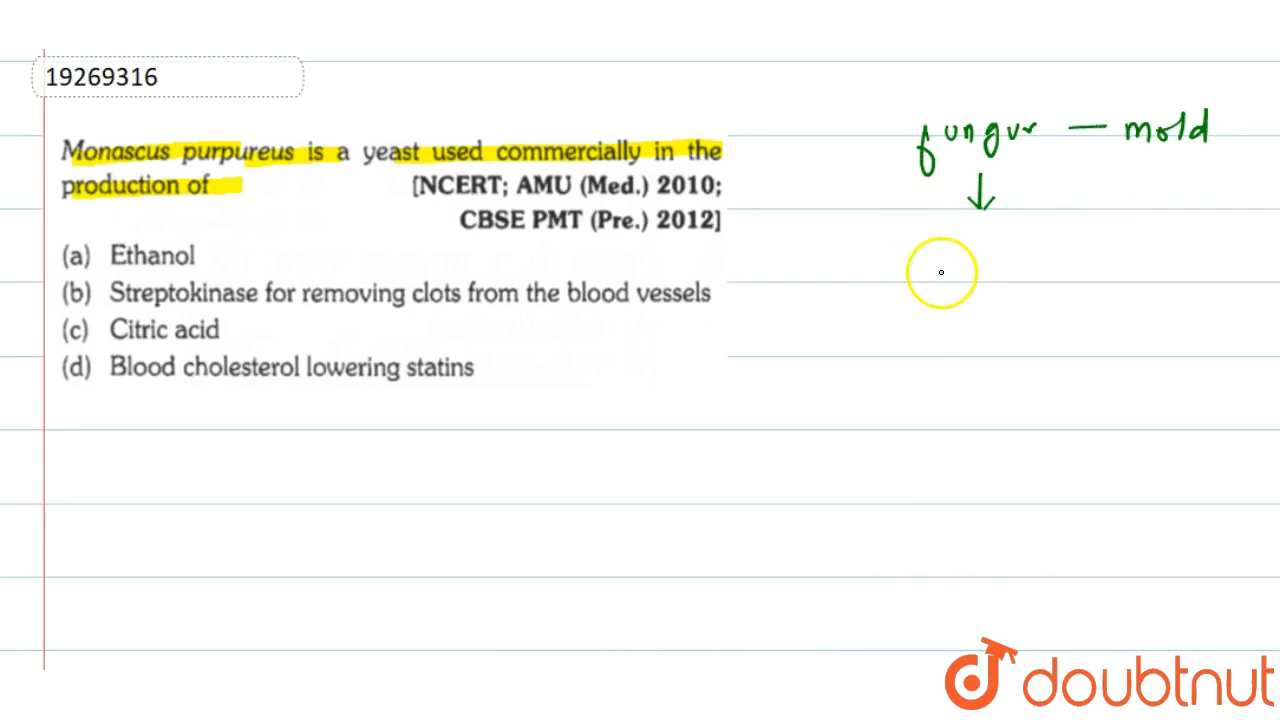 19269316
Monascus purpureus is a yeast used commercially in the
production of [NCERT; AMU (Med.) 2010;
CBSE PMT (Pre.) 2012]
(a) Ethanol
(b) Streptokinase for removing clots from the blood vessels
(c) Citric acid
(d) Blood cholesterol lowering statins
fungus — mold
doubtnut